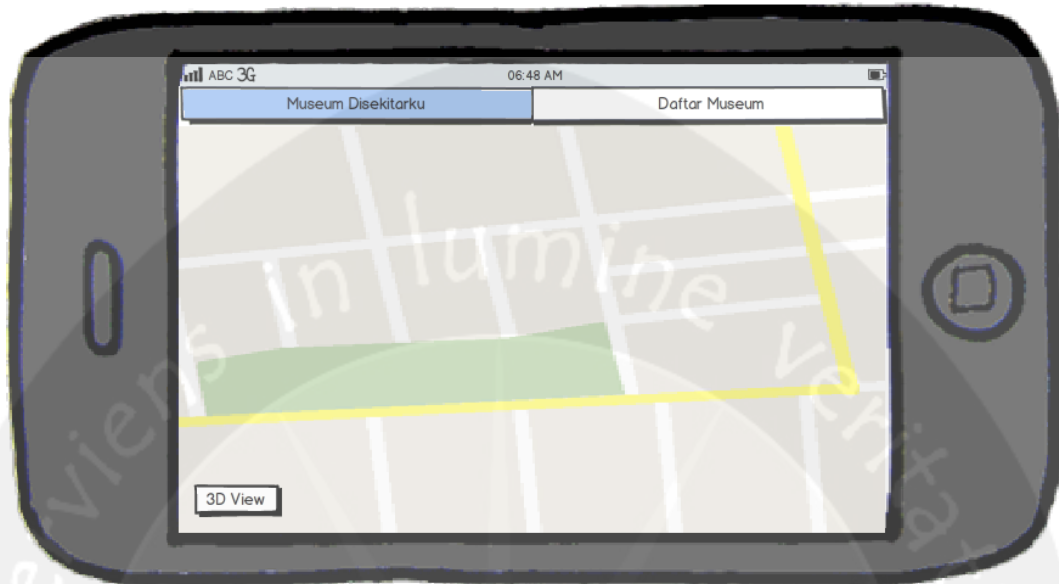 ABC 3G 06:48 AM
Museum Disekitarku Daftar Museum
in lumine veritat
viens
3D View